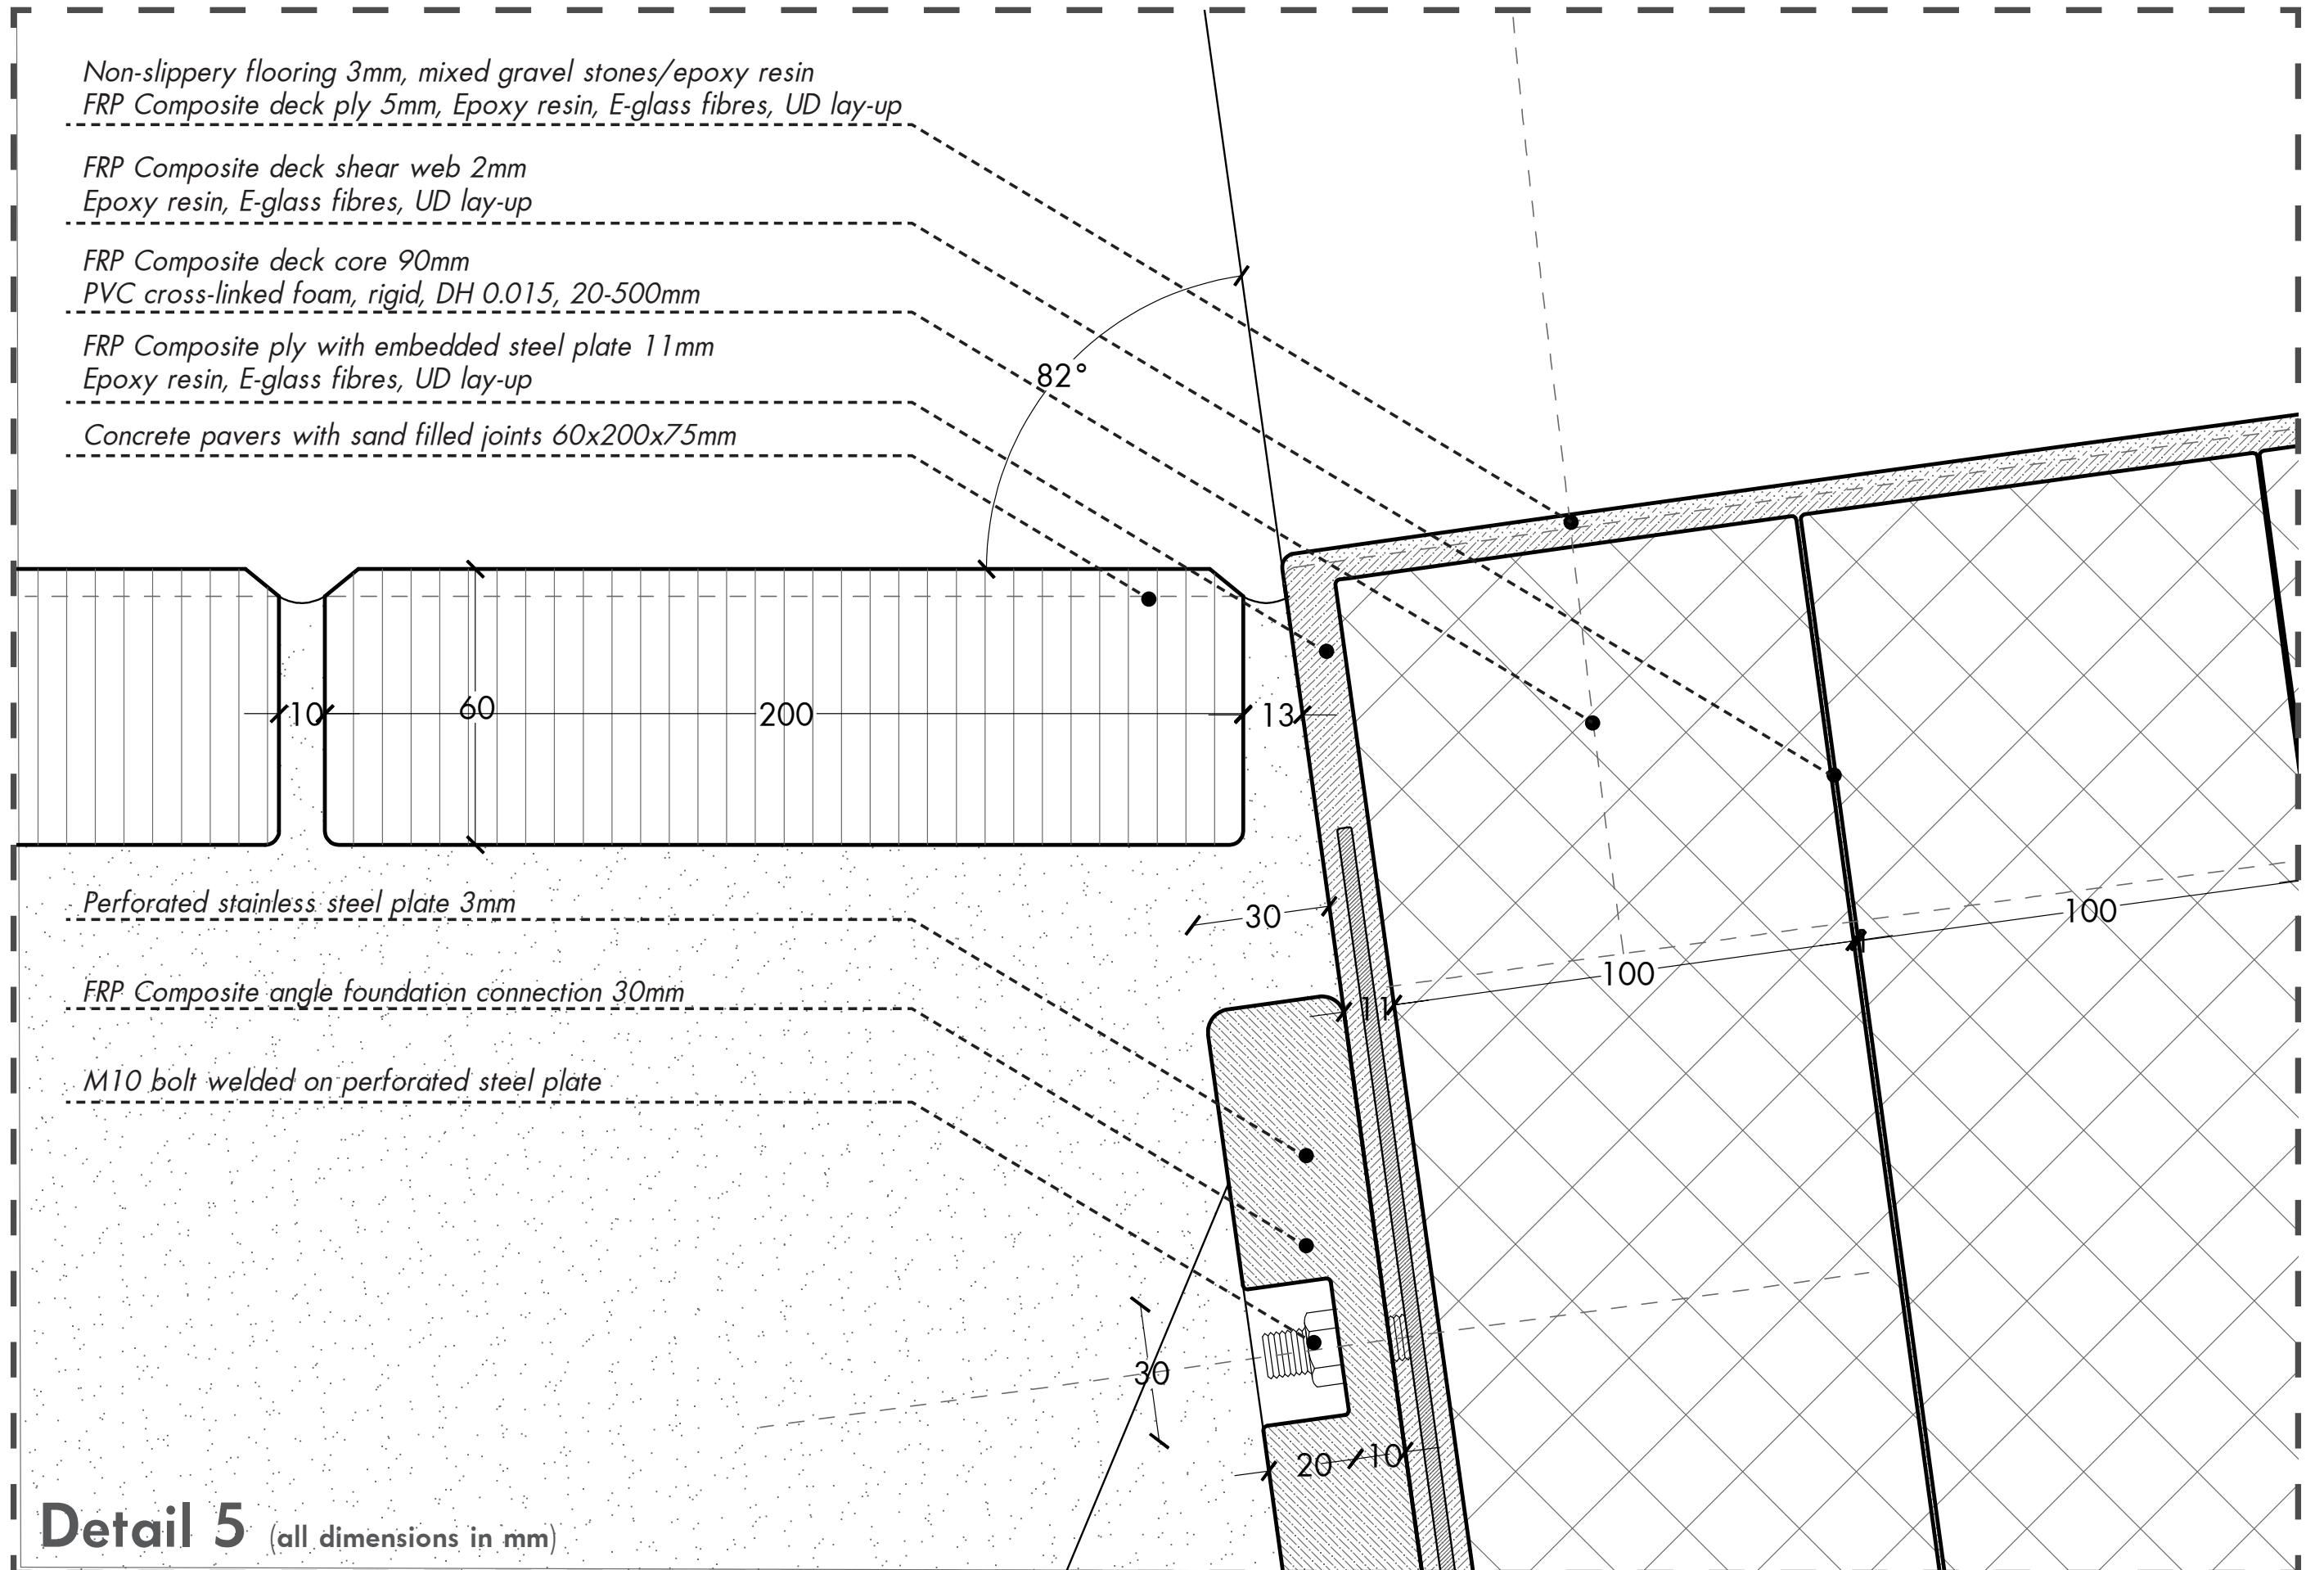 Non-slippery flooring 3mm, mixed gravel stones/epoxy resin
FRP Composite deck ply 5mm, Epoxy resin, E-glass fibres, UD lay-up
FRP Composite deck shear web 2mm
Epoxy resin, E-glass fibres, UD lay-up
FRP Composite deck core 90mm
PVC cross-linked foam, rigid, DH 0.015, 20-500mm
FRP Composite ply with embedded steel plate 11mm
Epoxy resin, E-glass fibres, UD lay-up
Concrete pavers with sand filled joints 60x200x75mm
82°
10
60
200
13
Perforated stainless steel plate 3mm
FRP Composite angle foundation connection 30mm
M10 bolt welded on perforated steel plate
30
11
100
100
30
20
10
Detail 5 (all dimensions in mm)